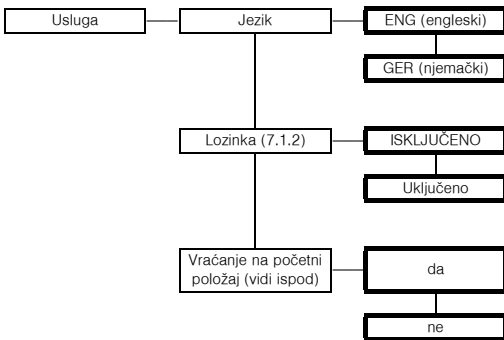 Usluga
Jezik
ENG (engleski)
GER (njemački)
Lozinka (7.1.2)
ISKLJUČENO
Uključeno
Vraćanje na početni
položaj (vidi ispod)
da
ne